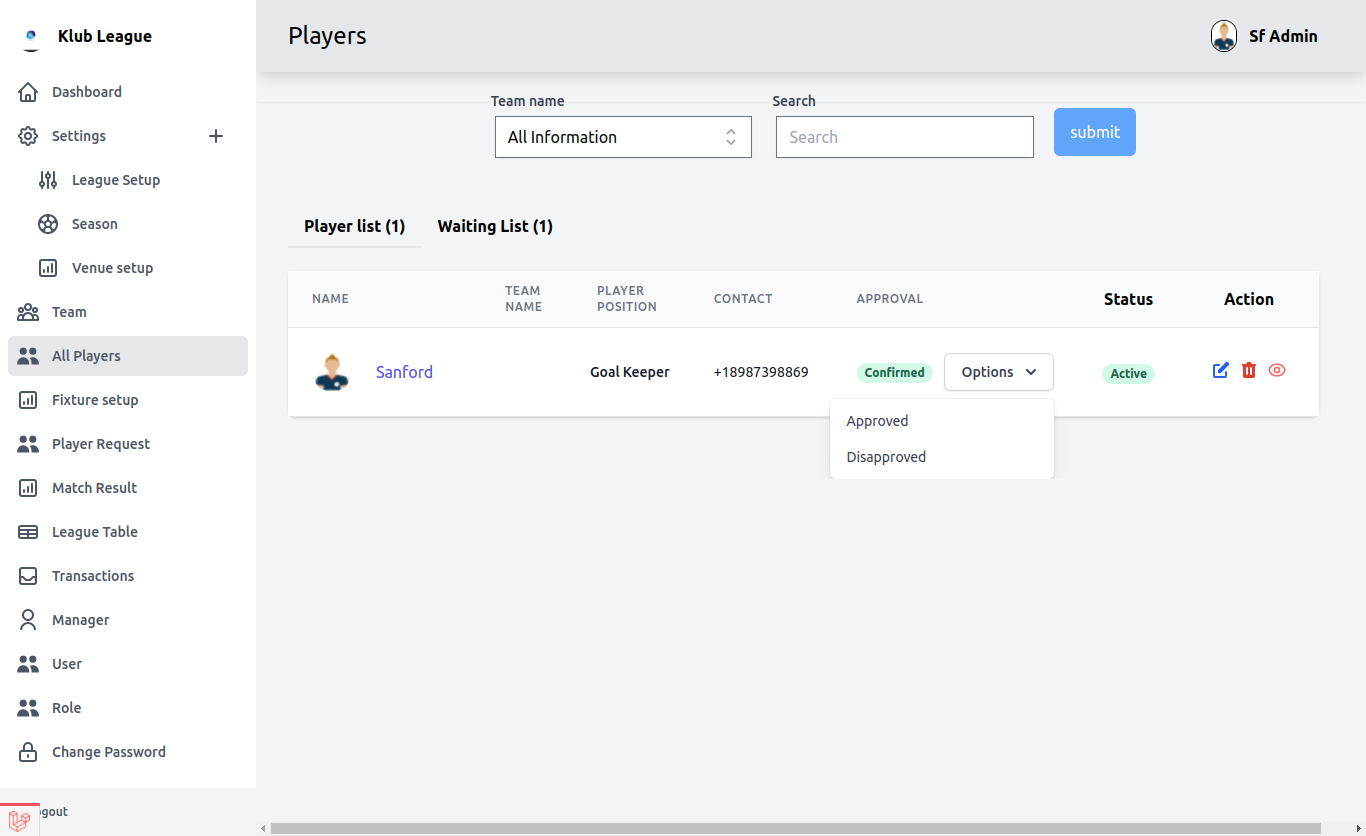 Klub League
Players
Sf Admin
Dashboard
Settings
League Setup
Season
Venue setup
Team
All Players
Fixture setup
Player Request
Match Result
League Table
Transactions
Manager
User
Role
Change Password
ogout
Team name
Search
All Information
Search
submit
Player list (1)
Waiting List (1)
NAME
TEAM
NAME
PLAYER
POSITION
CONTACT
APPROVAL
Status
Action
Sanford
Goal Keeper
+18987398869
Confirmed
Options
Active
Approved
Disapproved